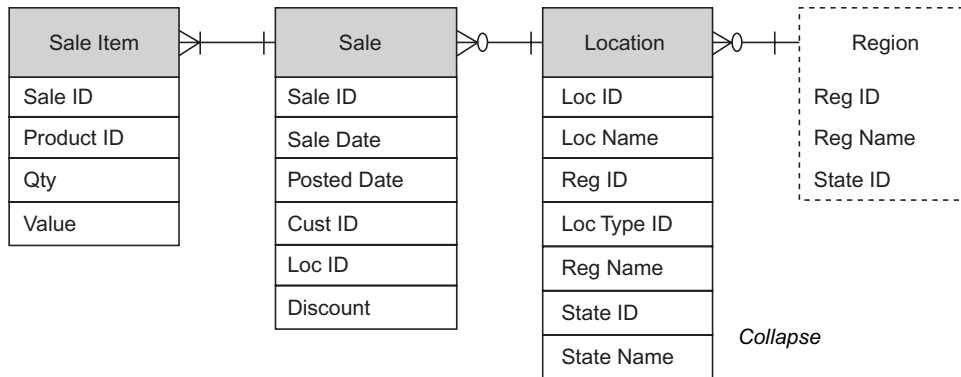 Sale Item
Sale ID
Product ID
Qty
Value
Sale
Sale ID
Sale Date
Posted Date
Cust ID
Loc ID
Discount
Location
Loc ID
Loc Name
Reg ID
Loc Type ID
Reg Name
State ID
State Name
Region
Reg ID
Reg Name
State ID
Collapse